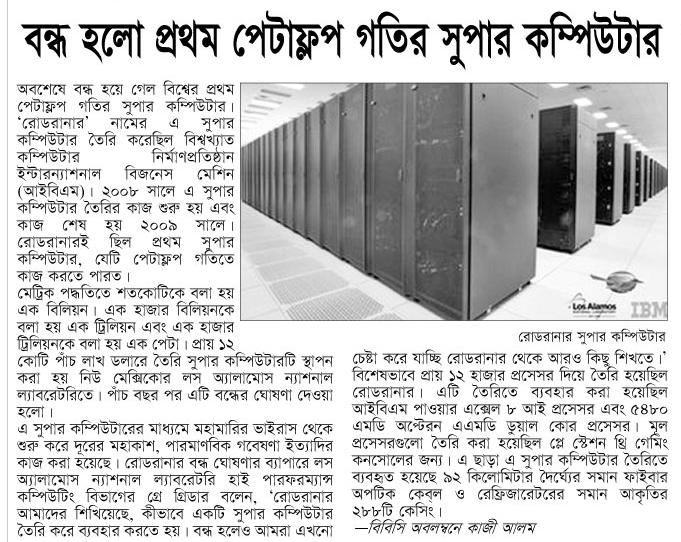 বন্ধ হলো প্রথম পেটাফ্লপ গতির সুপার কম্পিউটার
অবশেষে বন্ধ হয়ে গেল বিশ্বের প্রথম
পেটাফ্লপ গতির সুপার কম্পিউটার।
‘রোডরানার’ নামের এ সুপার
কম্পিউটার তৈরি করেছিল বিশ্বখ্যাত
কম্পিউটার নির্মাণপ্রতিষ্ঠান
ইন্টারন্যাশনাল বিজনেস মেশিন
(আইবিএম)। ২০০৮ সালে এ সুপার
কম্পিউটার তৈরির কাজ শুরু হয় এবং
কাজ শেষ হয় ২০০৯ সালে।
রোডরানারই ছিল প্রথম সুপার
কম্পিউটার, যেটি পেটাফ্লপ গতিতে
কাজ করতে পারত।
মেট্রিক পদ্ধতিতে শতকোটিকে বলা হয়
এক বিলিয়ন। এক হাজার বিলিয়নকে
বলা হয় এক ট্রিলিয়ন এবং এক হাজার
ট্রিলিয়নকে বলা হয় এক পেটা। প্রায় ১২
কোটি পাঁচ লাখ ডলারে তৈরি সুপার কম্পিউটারটি স্থাপন
করা হয় নিউ মেক্সিকোর লস অ্যালামোস ন্যাশনাল
ল্যাবরেটরিতে। পাঁচ বছর পর এটি বন্ধের ঘোষণা দেওয়া
হলো।
এ সুপার কম্পিউটারের মাধ্যমে মহামারির ভাইরাস থেকে
শুরু করে দূরের মহাকাশ, পারমাণবিক গবেষণা ইত্যাদির
কাজ করা হয়েছে। রোডরানার বন্ধ ঘোষণার ব্যাপারে লস
অ্যালামোস ন্যাশনাল ল্যাবরেটরি হাই পারফরম্যান্স
কম্পিউটিং বিভাগের গ্রে গ্রিডার বলেন, ‘রোডরানার
আমাদের শিখিয়েছে, কীভাবে একটি সুপার কম্পিউটার
তৈরি করে ব্যবহার করতে হয়। বন্ধ হলেও আমরা এখনো
Los Alamos
IBM
রোডরানার সুপার কম্পিউটার
চেষ্টা করে যাচ্ছি রোডরানার থেকে আরও কিছু শিখতে।’
বিশেষভাবে প্রায় ১২ হাজার প্রসেসর দিয়ে তৈরি হয়েছিল
রোডরানার। এটি তৈরিতে ব্যবহার করা হয়েছিল
আইবিএম পাওয়ার এক্সেল ৮ আই প্রসেসর এবং ৫৪৮০
এমডি অপ্টেরন এএমডি ডুয়াল কোর প্রসেসর। মূল
প্রসেসরগুলো তৈরি করা হয়েছিল প্লে স্টেশন থ্রি গেমিং
কনসোলের জন্য। এ ছাড়া এ সুপার কম্পিউটার তৈরিতে
ব্যবহৃত হয়েছে ৯২ কিলোমিটার দৈর্ঘ্যের সমান ফাইবার
অপটিক কেব্‌ল ও রেফ্রিজারেটরের সমান আকৃতির
২৮৮টি কেসিং।
—বিবিসি অবলম্বনে কাজী আলম